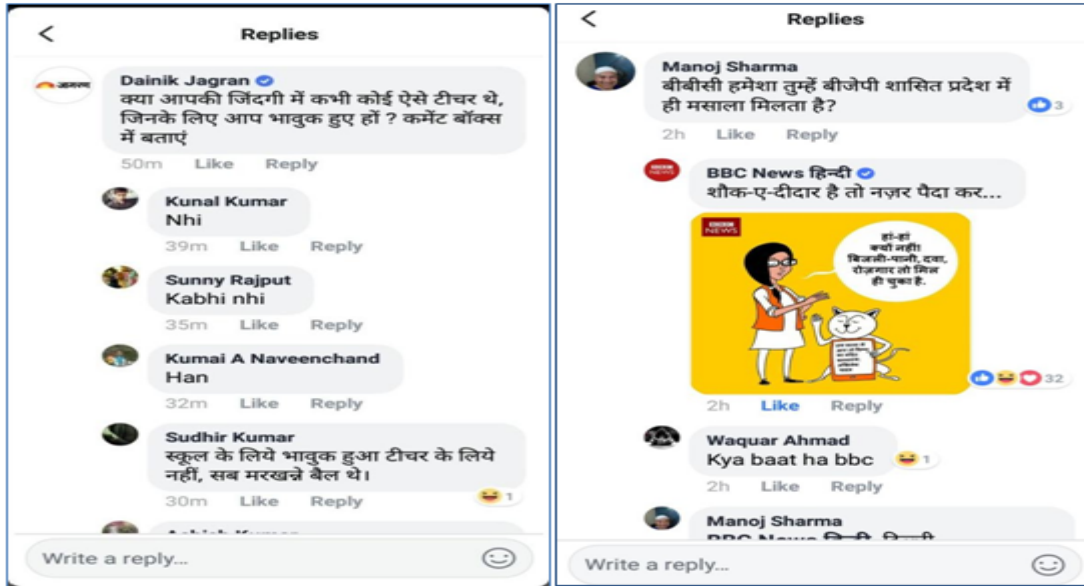 Replies
जागरण
Dainik Jagran
क्या आपकी जिंदगी में कभी कोई ऐसे टीचर थे,
जिनके लिए आप भावुक हुए हों ? कमेंट बॉक्स
में बताएं
50m Like Reply
Kunal Kumar
Nhi
39m Like Reply
Sunny Rajput
Kabhi nhi
35m Like Reply
Kumai A Naveenchand
Han
32m Like Reply
Sudhir Kumar
स्कूल के लिये भावुक हुआ टीचर के लिये
नहीं, सब मरखन्ने बैल थे।
1
30m Like Reply
Write a reply...
Replies
Manoj Sharma
बीबीसी हमेशा तुम्हें बीजेपी शासित प्रदेश में
ही मसाला मिलता है?
3
2h Like Reply
BBC News हिन्दी
शौक-ए-दीदार है तो नज़र पैदा कर...
NEWS
हां-हां
क्यों नहीं!
बिजली-पानी, दवा,
रोज़गार तो मिल
ही चुका है.
32
2h Like Reply
Waquar Ahmad
Kya baat ha bbc
1
2h Like Reply
Manoj Sharma
BBC News हिन्दी
Write a reply...